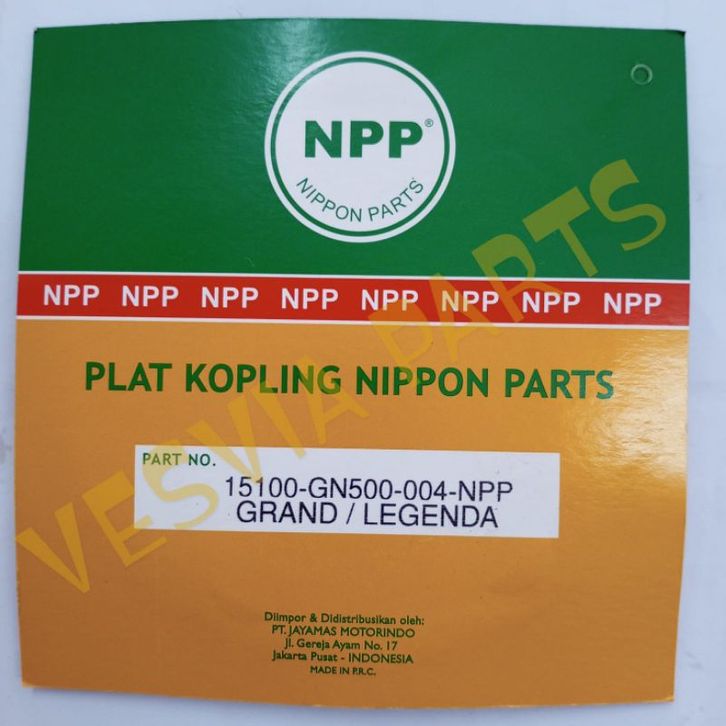 NPP®
NIPPON PARTS
NPP NPP NPP NPP NPP NPP NPP NPP
PLAT KOPLING NIPPON PARTS
PART NO.
15100-GN500-004-NPP
GRAND / LEGENDA
VESVIA PARTS
Diimpor & Didistribusikan oleh:
PT. JAYAMAS MOTORINDO
Jl. Gereja Ayam No. 17
Jakarta Pusat - INDONESIA
MADE IN P.R.C.